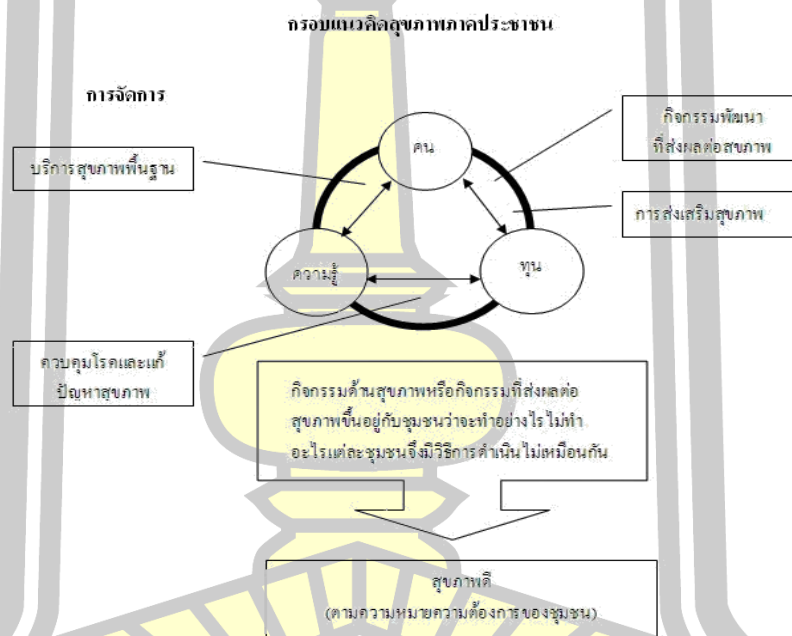 กรอบแนวคิดสุขภาพภาคประชาชน
การจัดการ
คน
กิจกรรมพัฒนา
ที่ส่งผลต่อสุขภาพ
บริการสุขภาพพื้นฐาน
การส่งเสริมสุขภาพ
ความรู้
ทุน
ควบคุมโรคและแก้
ปัญหาสุขภาพ
กิจกรรมด้านสุขภาพหรือกิจกรรมที่ส่งผลต่อ
สุขภาพขึ้นอยู่กับชุมชนว่าจะทำอย่างไร ไม่ทำ
อะไรแต่ละชุมชนจึงมีวิธีการดำเนินไม่เหมือนกัน
สุขภาพดี
(ตามความหมายความต้องการของชุมชน)